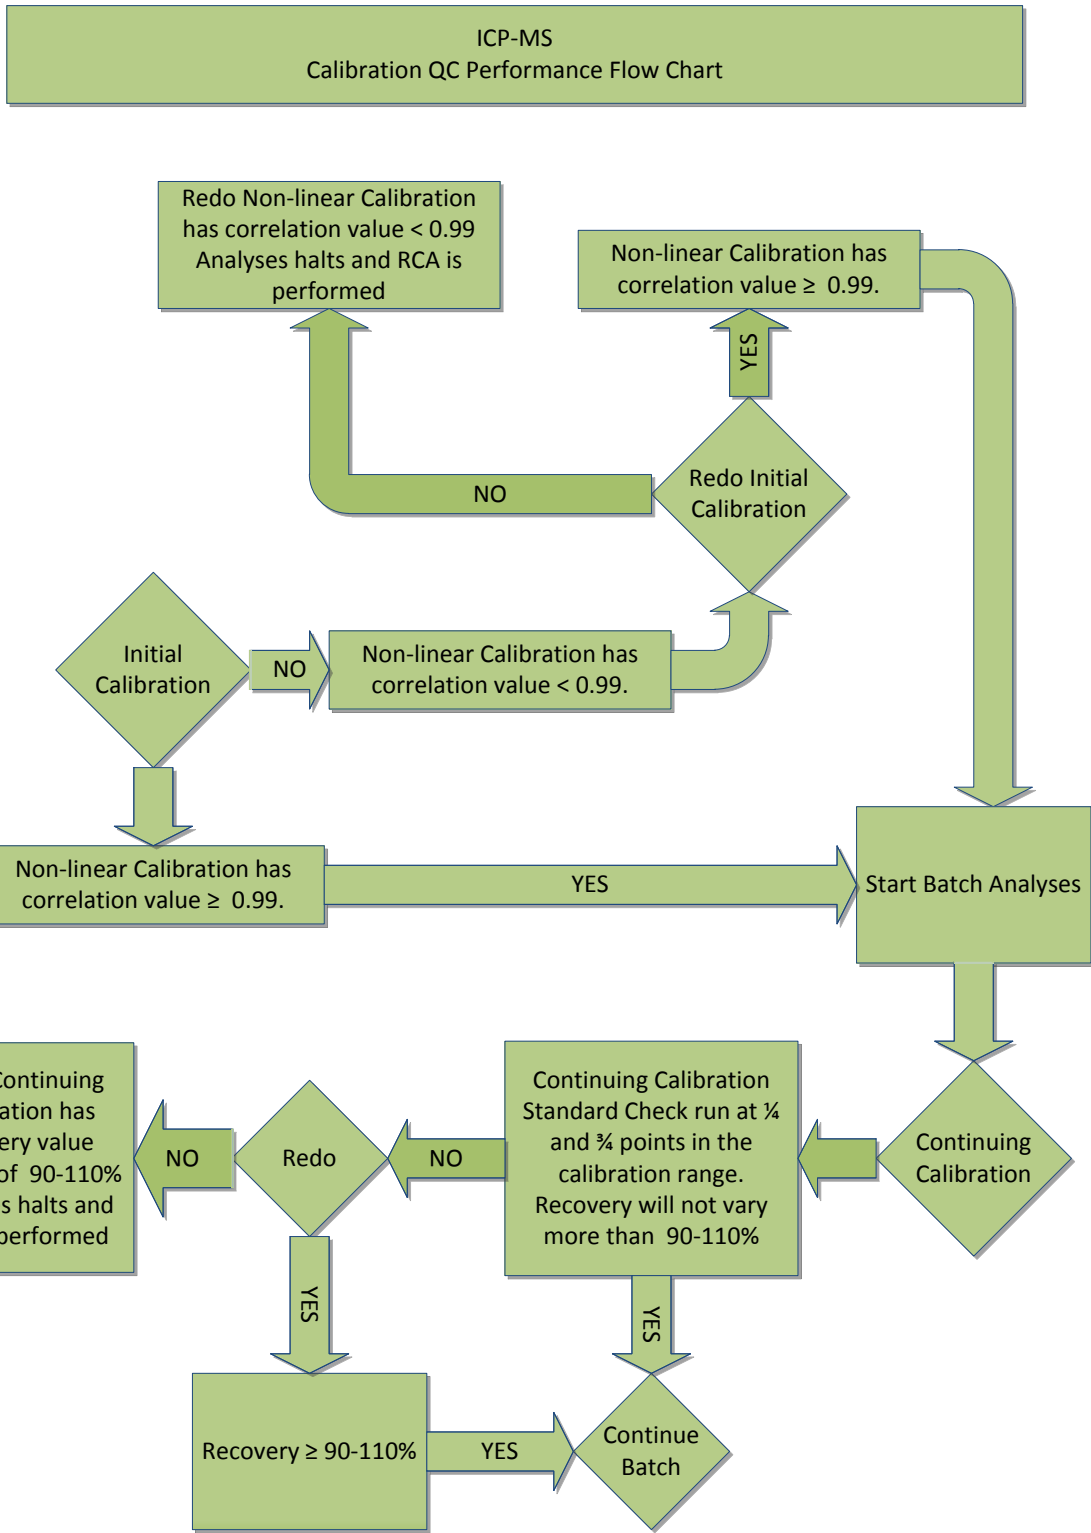 ICP-MS
Calibration QC Performance Flow Chart
Redo Non-linear Calibration
has correlation value < 0.99
Analyses halts and RCA is
performed
Non-linear Calibration has
correlation value ≥ 0.99.
YES
Redo Initial
Calibration
NO
Initial
Calibration
NO
Non-linear Calibration has
correlation value < 0.99.
Non-linear Calibration has
correlation value ≥ 0.99.
YES
Start Batch Analyses
Continuing
Calibration
Continuing Calibration
Standard Check run at ¼
and ¾ points in the
calibration range.
Recovery will not vary
more than 90-110%
NO
Redo
NO
Continuing
has
value
of 90-110%
halts and
performed
YES
YES
Recovery ≥ 90-110%
YES
Continue
Batch